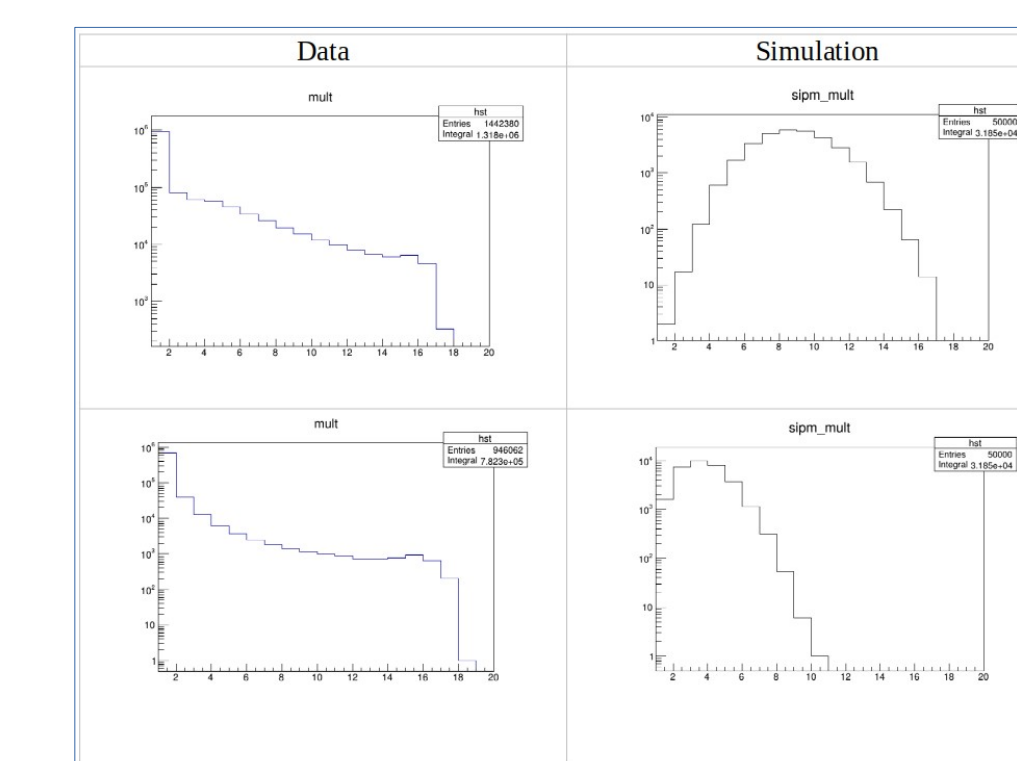 Data
Simulation
mult
hst
Entries 1442380
Integral 1.318e+06
10⁶
10⁵
10⁴
10³
2 4 6 8 10 12 14 16 18 20
sipm_mult
hst
Entries 50000
Integral 3.185e+04
10⁴
10³
10²
10
1
2 4 6 8 10 12 14 16 18 20
mult
hst
Entries 946062
Integral 7.823e+05
10⁶
10⁵
10⁴
10³
10²
10
1
2 4 6 8 10 12 14 16 18 20
sipm_mult
hst
Entries 50000
Integral 3.185e+04
10⁴
10³
10²
10
1
2 4 6 8 10 12 14 16 18 20